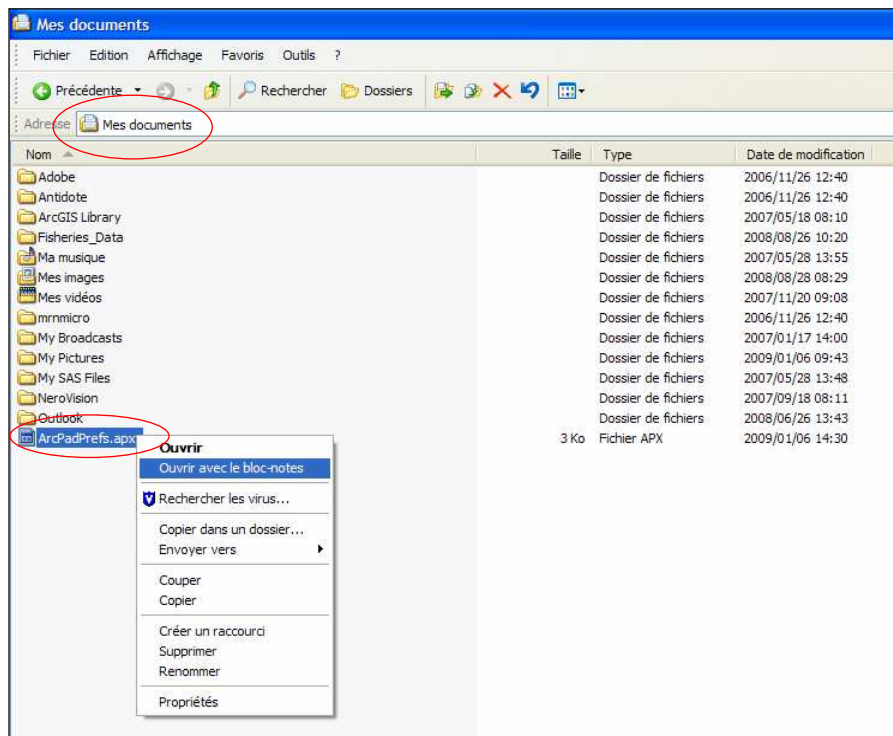 Mes documents
Fichier Edition Affichage Favoris Outils ?
Précédente Rechercher Dossiers
Adresse Mes documents
Nom Taille Type Date de modification
Adobe Dossier de fichiers 2006/11/26 12:40
Antidote Dossier de fichiers 2006/11/26 12:40
ArcGIS Library Dossier de fichiers 2007/05/18 08:10
Fisheries_Data Dossier de fichiers 2008/08/26 10:20
Ma musique Dossier de fichiers 2007/05/28 13:55
Mes images Dossier de fichiers 2008/08/28 08:29
Mes vidéos Dossier de fichiers 2007/11/20 09:08
mrnmicro Dossier de fichiers 2006/11/26 12:40
My Broadcasts Dossier de fichiers 2007/01/17 14:00
My Pictures Dossier de fichiers 2009/01/06 09:43
My SAS Files Dossier de fichiers 2007/05/28 13:48
NeroVision Dossier de fichiers 2007/09/18 08:11
Outlook Dossier de fichiers 2008/06/26 13:43
ArcPadPrefs.apx 3 Ko Fichier APX 2009/01/06 14:30
Ouvrir
Ouvrir avec le bloc-notes
Rechercher les virus...
Copier dans un dossier...
Envoyer vers
Couper
Copier
Créer un raccourci
Supprimer
Renommer
Propriétés